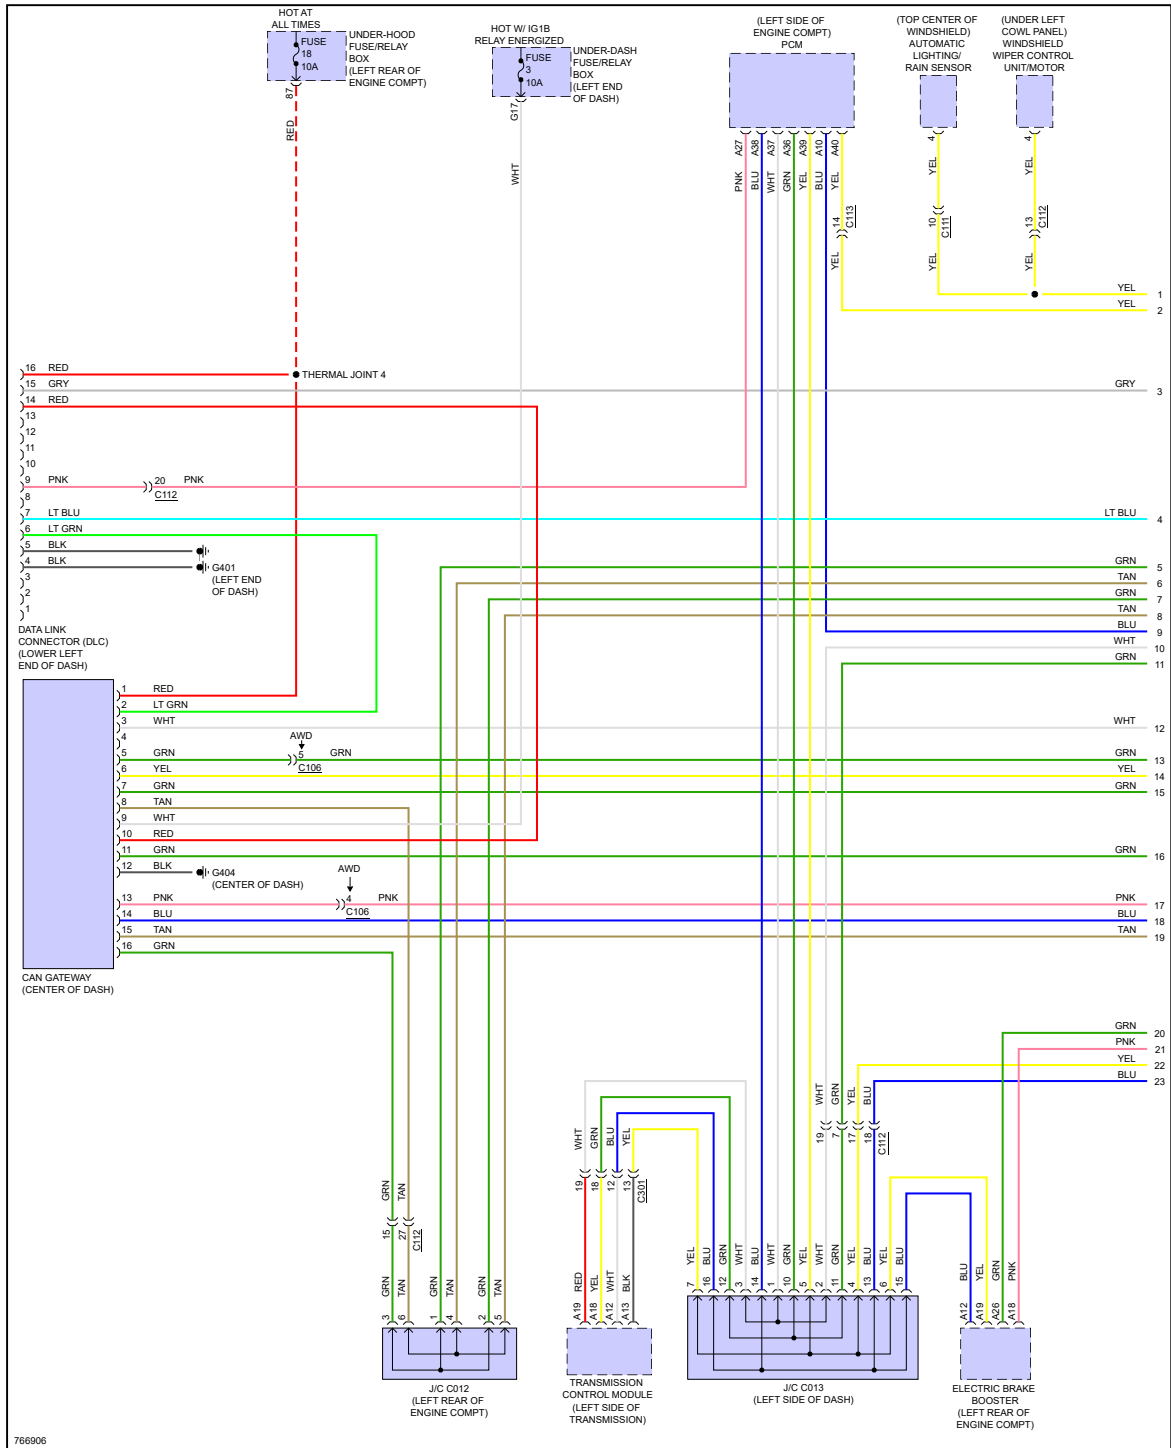 HOT AT
ALL TIMES
FUSE
18
10A
UNDER-HOOD
FUSE/RELAY
BOX
(LEFT REAR OF
ENGINE COMPT)
87
RED
HOT W/ IG1B
RELAY ENERGIZED
FUSE
3
10A
UNDER-DASH
FUSE/RELAY
BOX
(LEFT END
OF DASH)
G17
WHT
(LEFT SIDE OF
ENGINE COMPT)
PCM
A27
A38
A37
A36
A39
A10
A40
PNK
BLU
WHT
GRN
YEL
BLU
YEL
14
C113
YEL
(TOP CENTER OF
WINDSHIELD)
AUTOMATIC
LIGHTING/
RAIN SENSOR
4
YEL
10
C111
YEL
(UNDER LEFT
COWL PANEL)
WINDSHIELD
WIPER CONTROL
UNIT/MOTOR
4
YEL
13
C112
YEL
YEL 1
YEL 2
16 RED
THERMAL JOINT 4
15 GRY
GRY 3
14 RED
13
12
11
10
9 PNK
20 PNK
C112
8
7 LT BLU
LT BLU 4
6 LT GRN
5 BLK
4 BLK
G401
(LEFT END
OF DASH)
3
2
1
DATA LINK
CONNECTOR (DLC)
(LOWER LEFT
END OF DASH)
GRN 5
TAN 6
GRN 7
TAN 8
BLU 9
WHT 10
GRN 11
1 RED
2 LT GRN
3 WHT
WHT 12
4
AWD
5 GRN
5 GRN
C106
GRN 13
6 YEL
YEL 14
7 GRN
GRN 15
8 TAN
9 WHT
10 RED
11 GRN
GRN 16
12 BLK
G404
(CENTER OF DASH)
AWD
13 PNK
4 PNK
C106
PNK 17
14 BLU
BLU 18
15 TAN
TAN 19
16 GRN
CAN GATEWAY
(CENTER OF DASH)
GRN 20
PNK 21
YEL 22
BLU 23
WHT
GRN
YEL
BLU
19
7
17
18
C112
WHT
GRN
BLU
YEL
19
18
12
13
C301
GRN
TAN
15
27
C112
GRN
TAN
GRN
TAN
GRN
TAN
3
6
1
4
2
5
J/C C012
(LEFT REAR OF
ENGINE COMPT)
RED
YEL
WHT
BLK
A19
A18
A12
A13
TRANSMISSION
CONTROL MODULE
(LEFT SIDE OF
TRANSMISSION)
YEL
BLU
GRN
WHT
BLU
WHT
GRN
YEL
WHT
GRN
YEL
BLU
YEL
BLU
7
16
12
3
14
1
10
5
2
11
4
13
6
15
J/C C013
(LEFT SIDE OF DASH)
BLU
YEL
GRN
PNK
A12
A19
A26
A18
ELECTRIC BRAKE
BOOSTER
(LEFT REAR OF
ENGINE COMPT)
766906